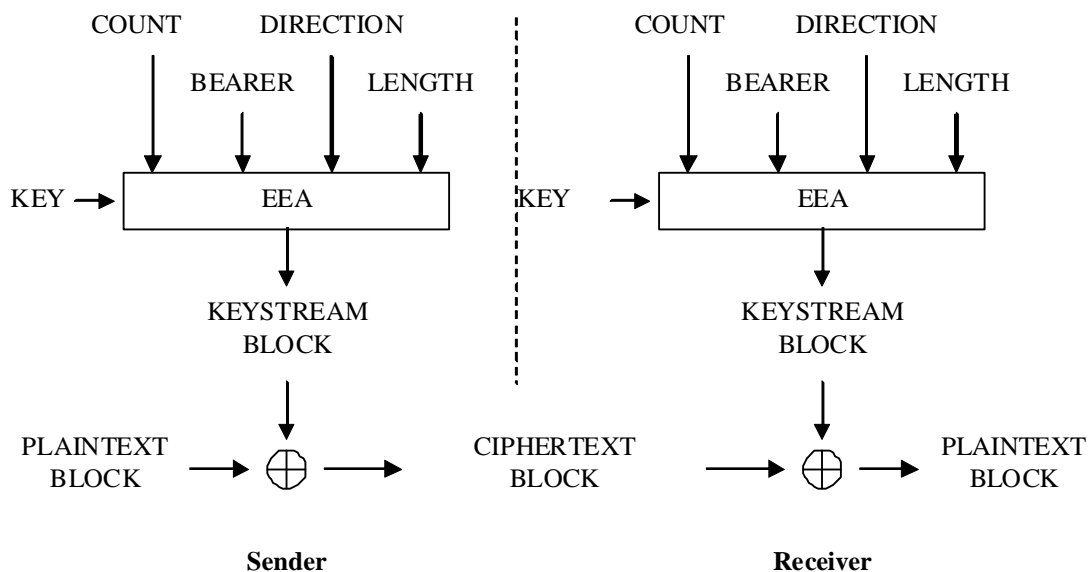 COUNT DIRECTION COUNT DIRECTION
BEARER LENGTH BEARER LENGTH
KEY EEA KEY EEA
KEYSTREAM KEYSTREAM
BLOCK BLOCK
PLAINTEXT CIPHERTEXT PLAINTEXT
BLOCK BLOCK BLOCK
Sender Receiver